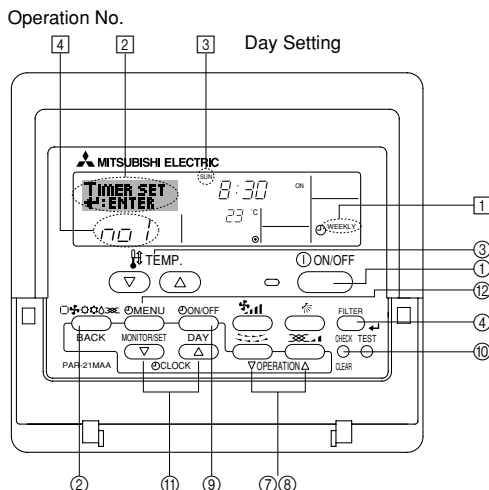 Operation No.
4 2 3 Day Setting
MITSUBISHI ELECTRIC
SUN
TIMER SET
↵:ENTER
8:30
ON
no 1
23 °C
WEEKLY
1
TEMP.
ON/OFF
3
1
12
MENU
ON/OFF
FILTER
BACK
MONITOR/SET
DAY
4
PAR-21MAA
CLOCK
OPERATION
CHECK TEST
CLEAR
10
2 11 9 7 8